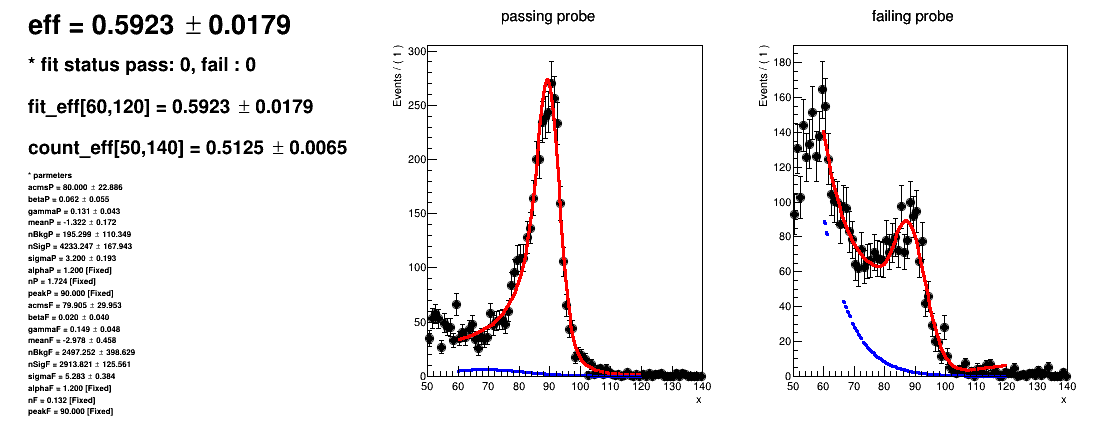 eff = 0.5923 ± 0.0179
* fit status pass: 0, fail : 0
fit_eff[60,120] = 0.5923 ± 0.0179
count_eff[50,140] = 0.5125 ± 0.0065
* parmeters
acmsP = 80.000 ± 22.886
betaP = 0.062 ± 0.055
gammaP = 0.131 ± 0.043
meanP = -1.322 ± 0.172
nBkgP = 195.299 ± 110.349
nSigP = 4233.247 ± 167.943
sigmaP = 3.200 ± 0.193
alphaP = 1.200 [Fixed]
nP = 1.724 [Fixed]
peakP = 90.000 [Fixed]
acmsF = 79.905 ± 29.953
betaF = 0.020 ± 0.040
gammaF = 0.149 ± 0.048
meanF = -2.978 ± 0.458
nBkgF = 2497.252 ± 398.629
nSigF = 2913.821 ± 125.561
sigmaF = 5.283 ± 0.384
alphaF = 1.200 [Fixed]
nF = 0.132 [Fixed]
peakF = 90.000 [Fixed]
passing probe
Events / ( 1 )
300
250
200
150
100
50
0
50 60 70 80 90 100 110 120 130 140
x
failing probe
Events / ( 1 )
180
160
140
120
100
80
60
40
20
0
50 60 70 80 90 100 110 120 130 140
x